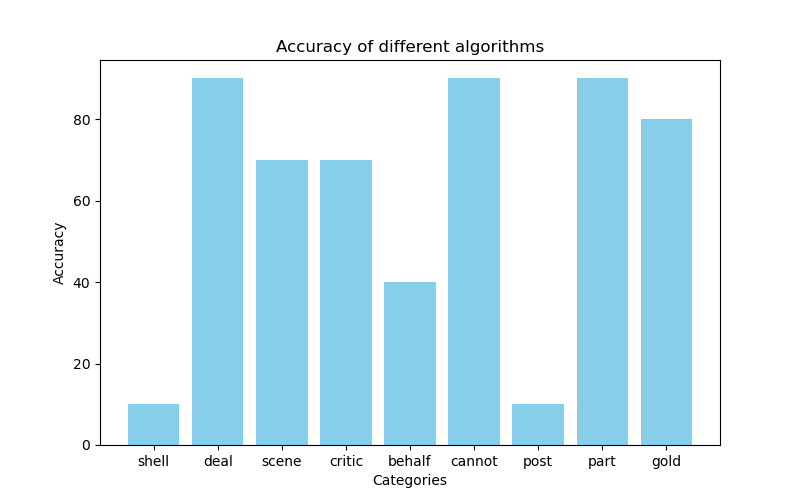 Accuracy of different algorithms
Accuracy
80
60
40
20
0
shell deal scene critic behalf cannot post part gold
Categories